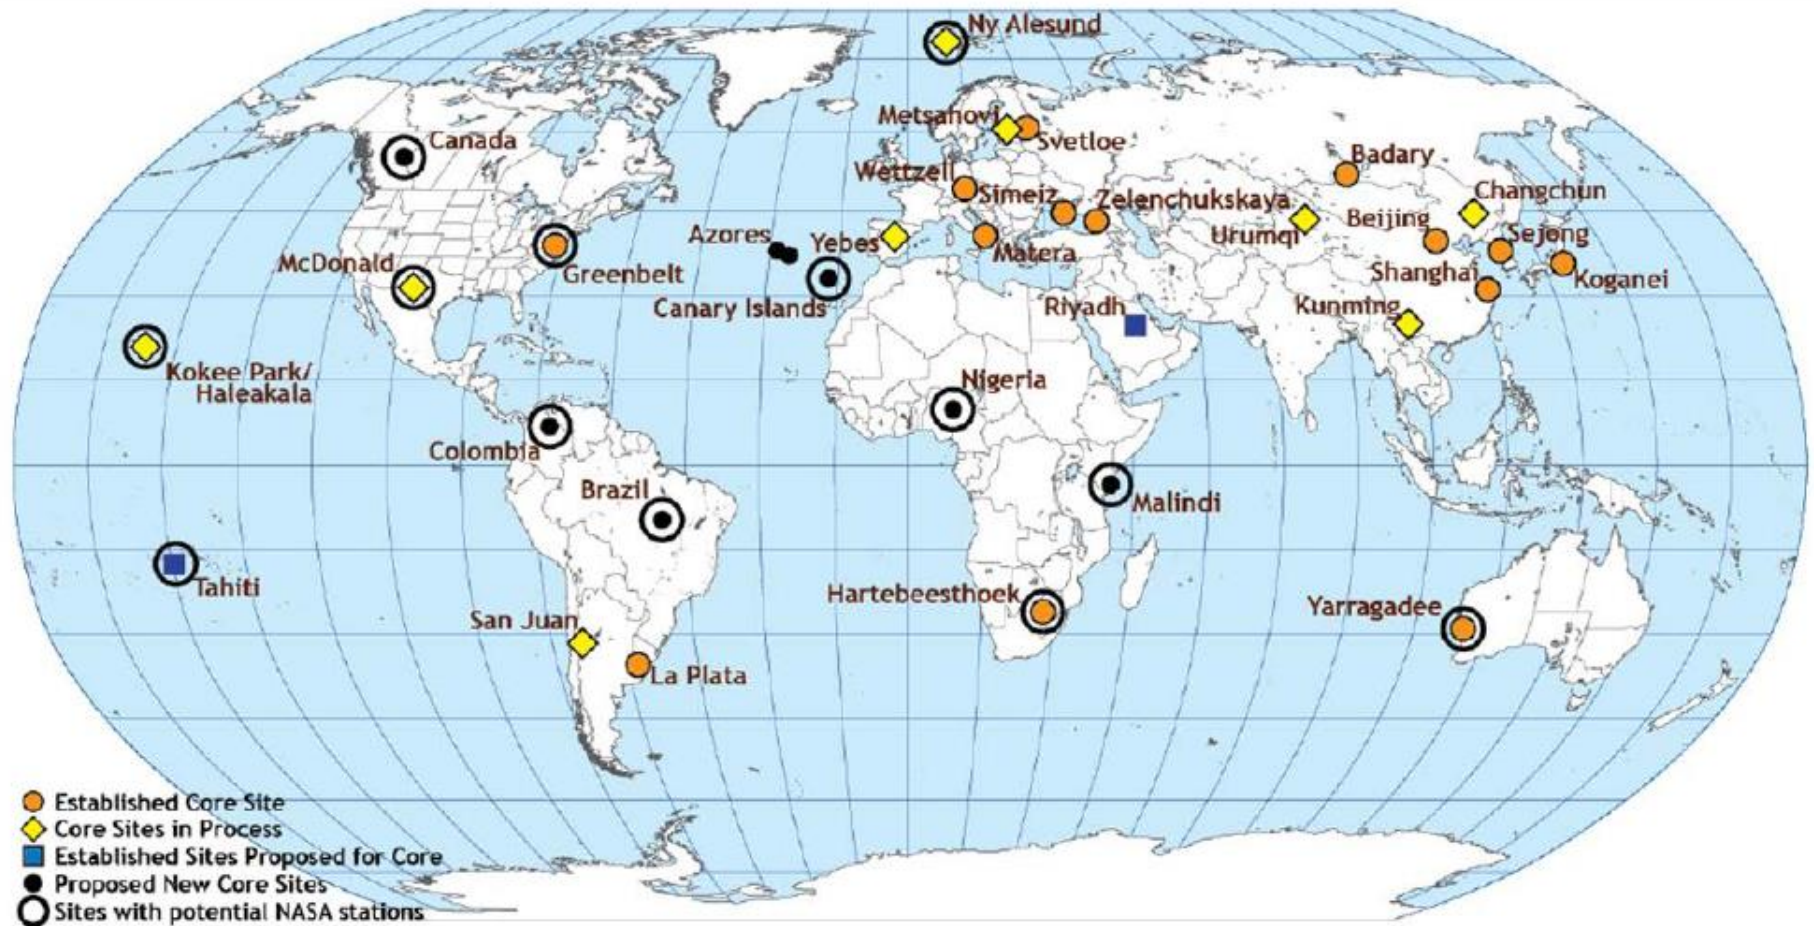 Ny Alesund
Canada
Metsahovi
Svetloe
Wettzell
Simeiz
Zelenchukskaya
Badary
Changchun
Beijing
Urumqi
Sejong
Azores
Yebes
Matera
McDonald
Greenbelt
Shanghai
Koganei
Canary Islands
Riyadh
Kunming
Kokee Park/
Haleakala
Nigeria
Colombia
Brazil
Malindi
Tahiti
Hartebeesthoek
Yarragadee
San Juan
La Plata
Established Core Site
Core Sites in Process
Established Sites Proposed for Core
Proposed New Core Sites
Sites with potential NASA stations